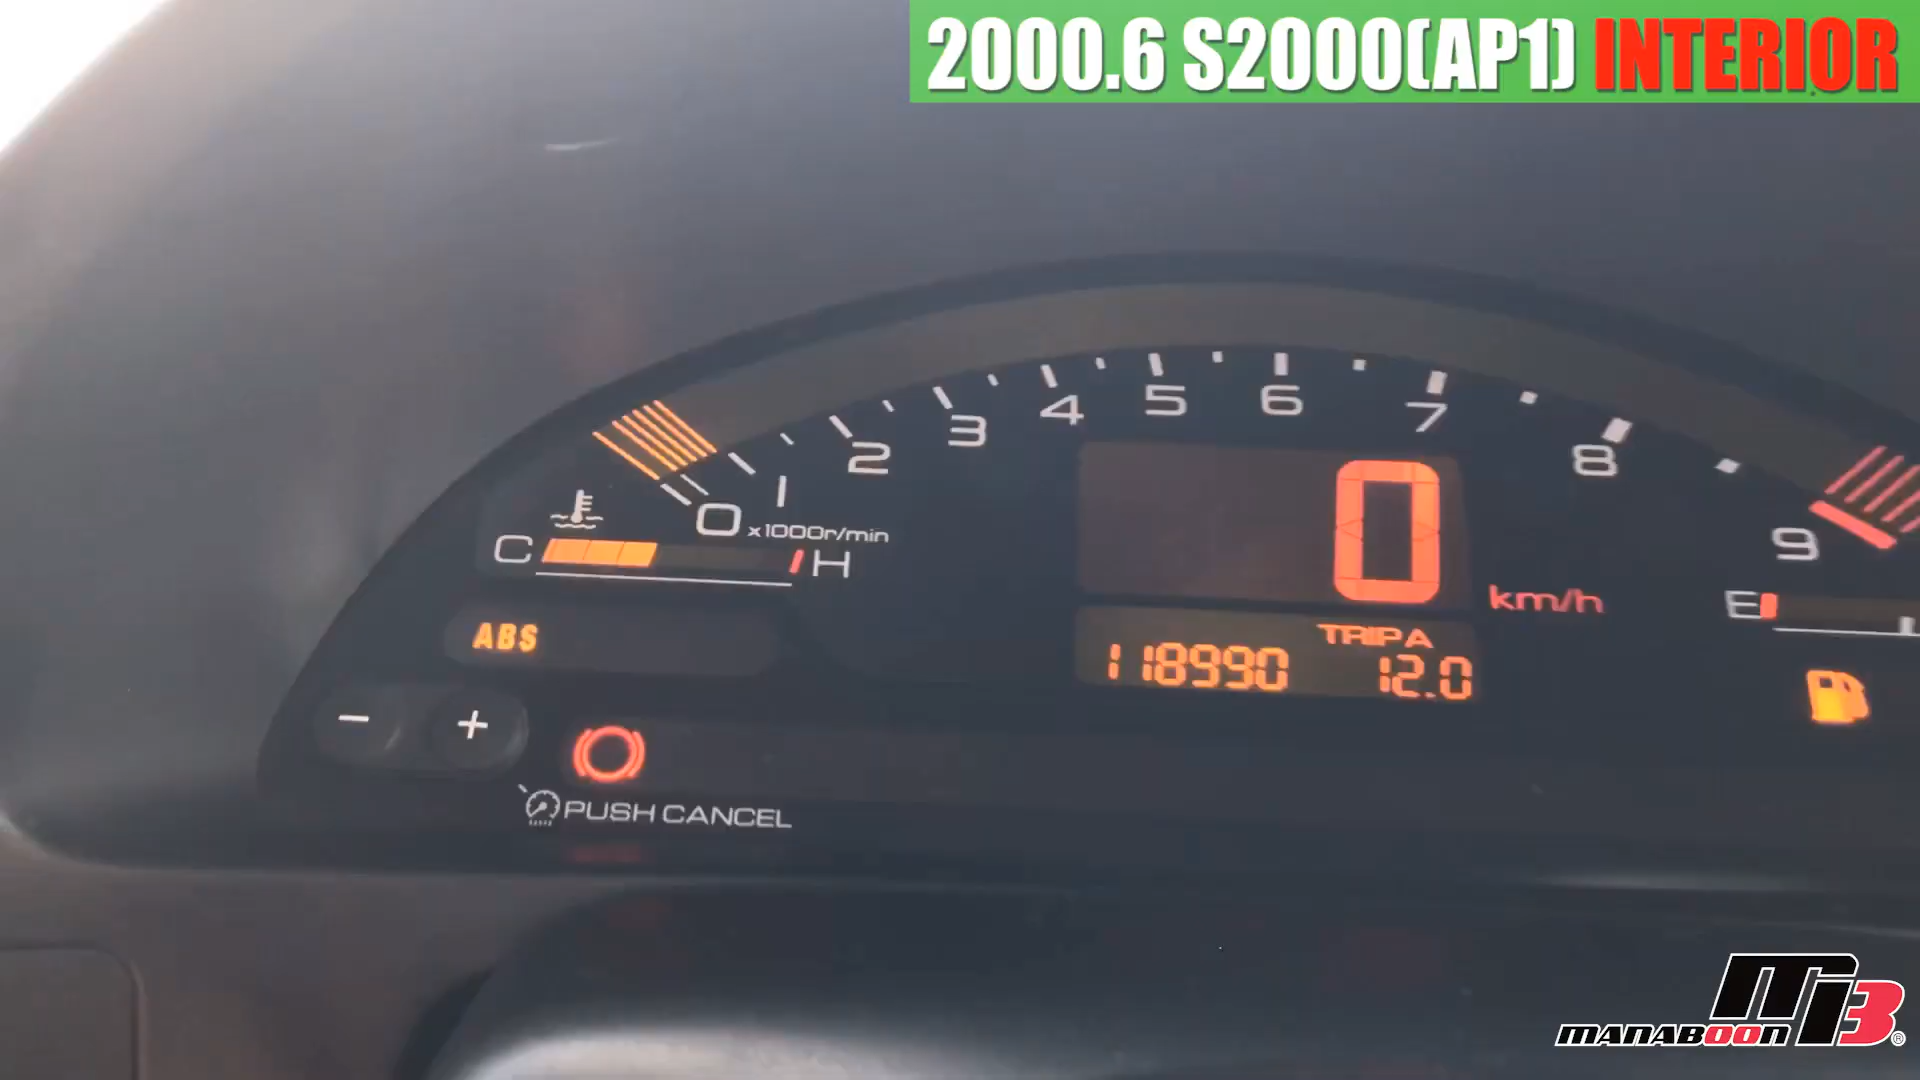 2000.6 S2000(AP1) INTERIOR
0 1 2 3 4 5 6 7 8 9
x1000r/min
C H
0
km/h
E
ABS
TRIP A
118990 12.0
- +
PUSH CANCEL
M3
MANABOON ®